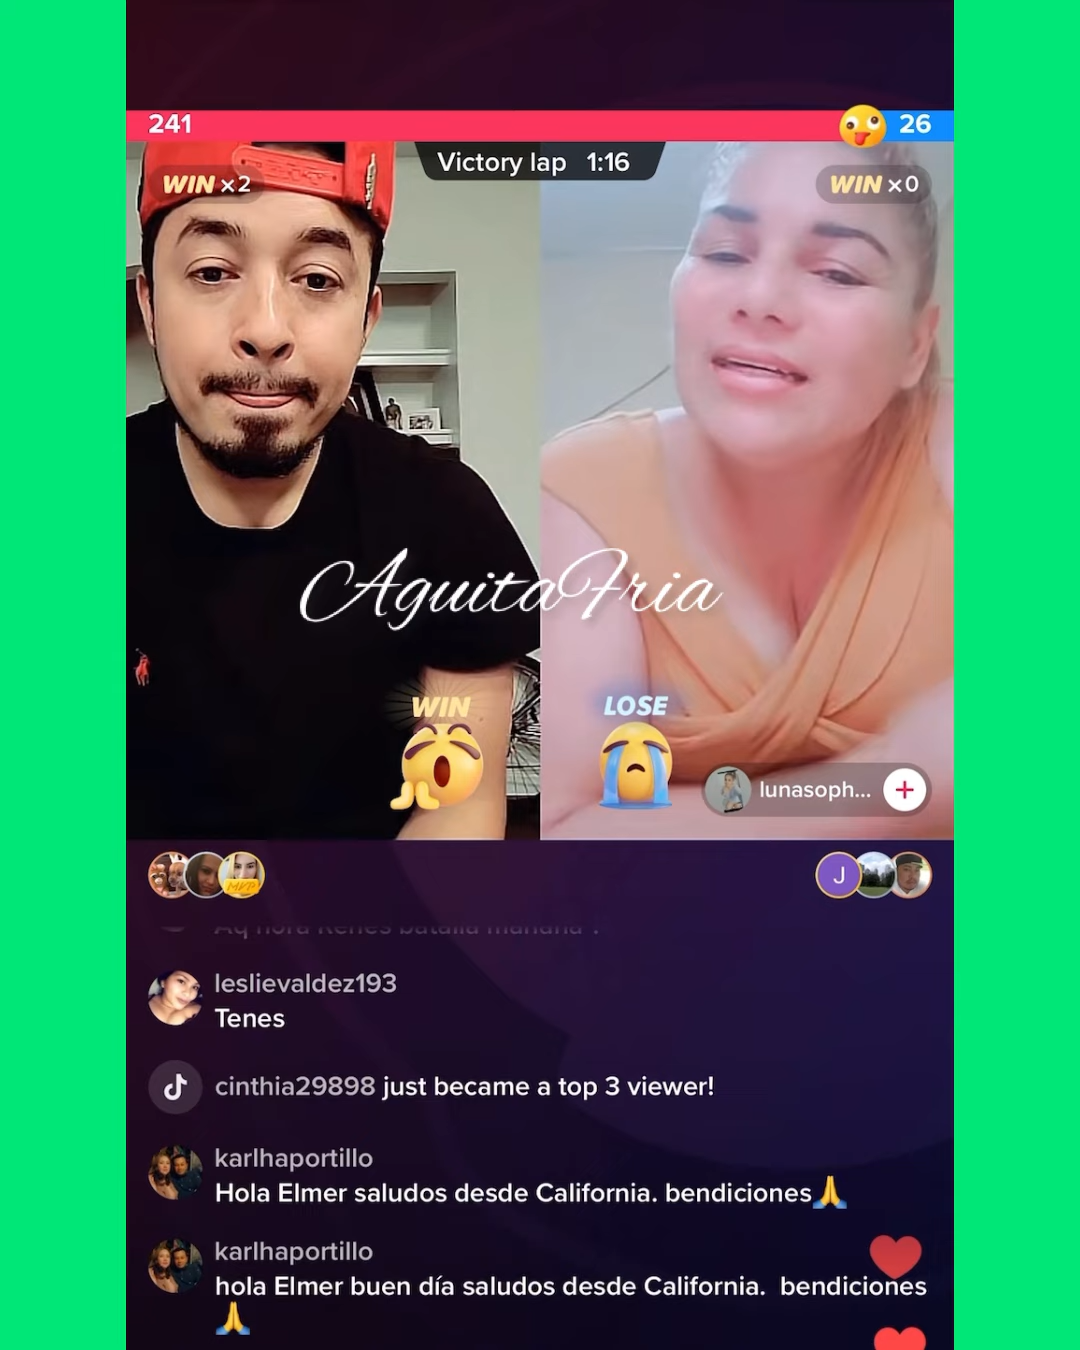 241
26
Victory lap 1:16
WIN x2
WIN x0
AguitaFria
WIN
LOSE
lunasoph...
MVP
J
leslievaldez193
Tenes
cinthia29898 just became a top 3 viewer!
karlhaportillo
Hola Elmer saludos desde California. bendiciones🙏
karlhaportillo
hola Elmer buen día saludos desde California. bendiciones
🙏